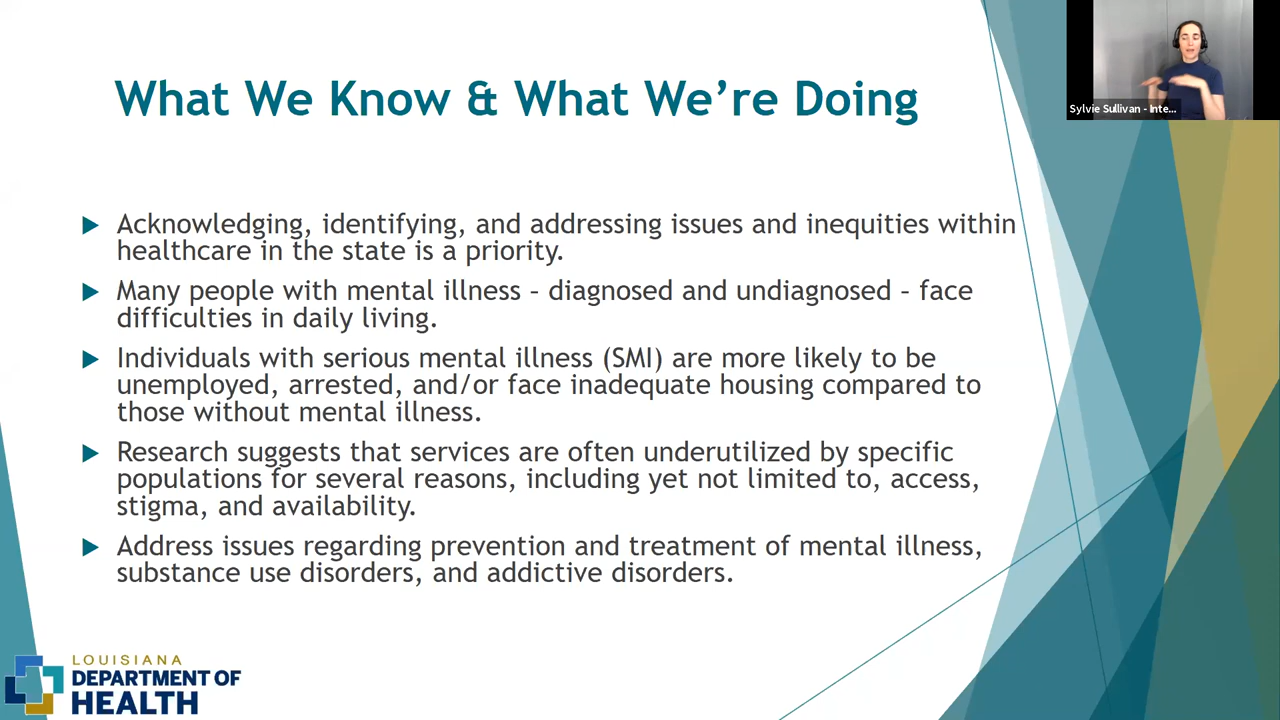 What We Know & What We're Doing
Sylvie Sullivan - Inte...
Acknowledging, identifying, and addressing issues and inequities within
healthcare in the state is a priority.
Many people with mental illness – diagnosed and undiagnosed – face
difficulties in daily living.
Individuals with serious mental illness (SMI) are more likely to be
unemployed, arrested, and/or face inadequate housing compared to
those without mental illness.
Research suggests that services are often underutilized by specific
populations for several reasons, including yet not limited to, access,
stigma, and availability.
Address issues regarding prevention and treatment of mental illness,
substance use disorders, and addictive disorders.
LOUISIANA
DEPARTMENT OF
HEALTH